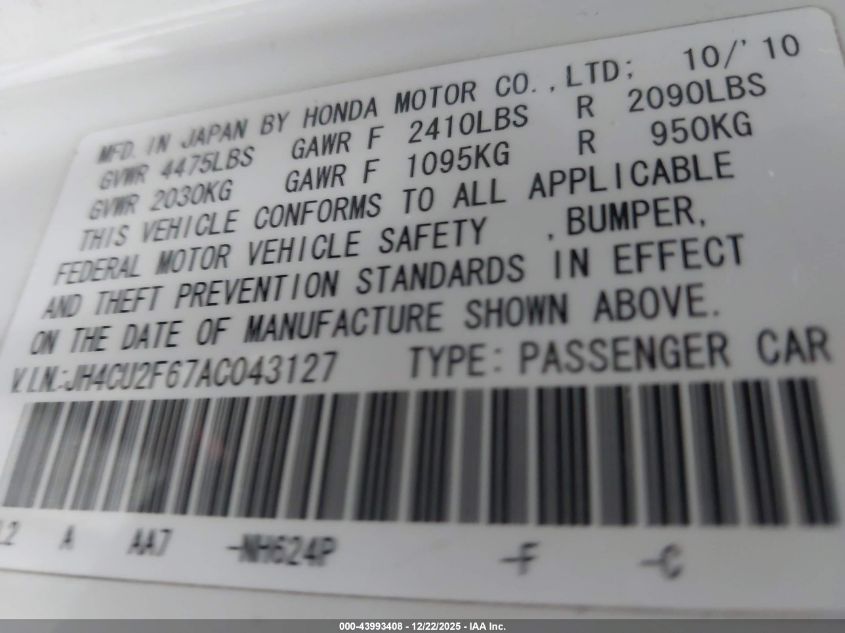 MFD. IN JAPAN BY HONDA MOTOR CO.,LTD; 10/'10
GVWR 4475LBS GAWR F 2410LBS R 2090LBS
GVWR 2030KG GAWR F 1095KG R 950KG
THIS VEHICLE CONFORMS TO ALL APPLICABLE
FEDERAL MOTOR VEHICLE SAFETY , BUMPER,
AND THEFT PREVENTION STANDARDS IN EFFECT
ON THE DATE OF MANUFACTURE SHOWN ABOVE.
V.I.N.:JH4CU2F67AC043127 TYPE: PASSENGER CAR
A AA7 -NH624P -F -C
000-43993408 - 12/22/2025 - IAA Inc.